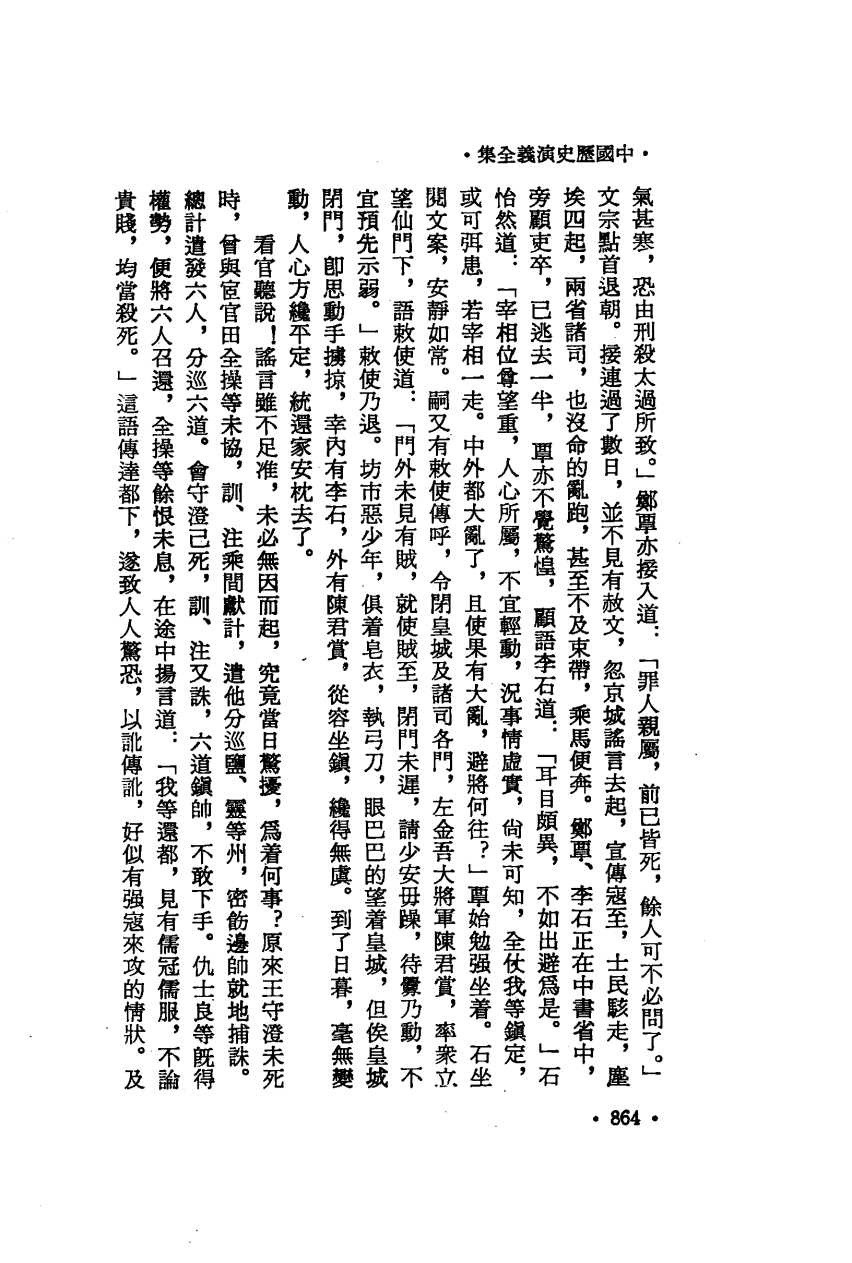 •中國歷史演義全集•
氣甚寒，恐由刑殺太過所致。」鄭覃亦接入道：「罪人親屬，前已皆死，餘人可不必問了。」
文宗點首退朝。接連過了數日，並不見有赦文，忽京城謠言去起，宣傳寇至，士民駭走，塵
埃四起，兩省諸司，也沒命的亂跑，甚至不及束帶，乘馬便奔。鄭覃、李石正在中書省中，
旁顧吏卒，已逃去一半，覃亦不覺驚惶，顧語李石道：「耳目頗異，不如出避爲是。」石
怡然道：「宰相位尊望重，人心所屬，不宜輕動，況事情虛實，尙未可知，全仗我等鎭定，
或可弭患，若宰相一走。中外都大亂了，且使果有大亂，避將何往？」覃始勉强坐着。石坐
閱文案，安靜如常。嗣又有敕使傳呼，令閉皇城及諸司各門，左金吾大將軍陳君賞，率衆立
望仙門下，語敕使道：「門外未見有賊，就使賊至，閉門未遲，請少安毋躁，待釁乃動，不
宜預先示弱。」敕使乃退。坊市惡少年，俱着皂衣，執弓刀，眼巴巴的望着皇城，但俟皇城
閉門，卽思動手擄掠，幸內有李石，外有陳君賞，從容坐鎭，纔得無虞。到了日暮，毫無變
動，人心方纔平定，統還家安枕去了。
看官聽說！謠言雖不足准，未必無因而起，究竟當日驚擾，爲着何事？原來王守澄未死
時，曾與宦官田全操等未協，訓、注乘間獻計，遣他分巡鹽、靈等州，密飭邊帥就地捕誅。
總計遣發六人，分巡六道。會守澄已死，訓、注又誅，六道鎭帥，不敢下手。仇士良等旣得
權勢，便將六人召還，全操等餘恨未息，在途中揚言道：「我等還都，見有儒冠儒服，不論
貴賤，均當殺死。」這語傳達都下，遂致人人驚恐，以訛傳訛，好似有强寇來攻的情狀。及
•864•